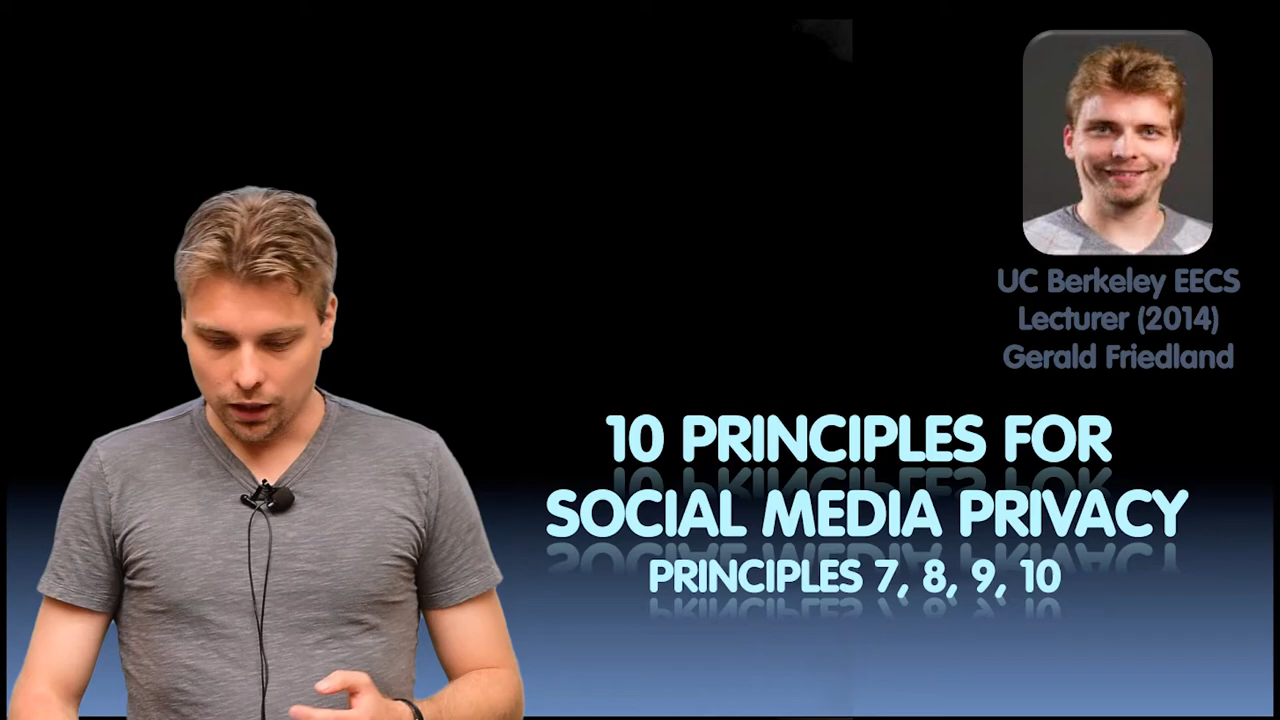 UC Berkeley EECS
Lecturer (2014)
Gerald Friedland
10 PRINCIPLES FOR
SOCIAL MEDIA PRIVACY
PRINCIPLES 7, 8, 9, 10